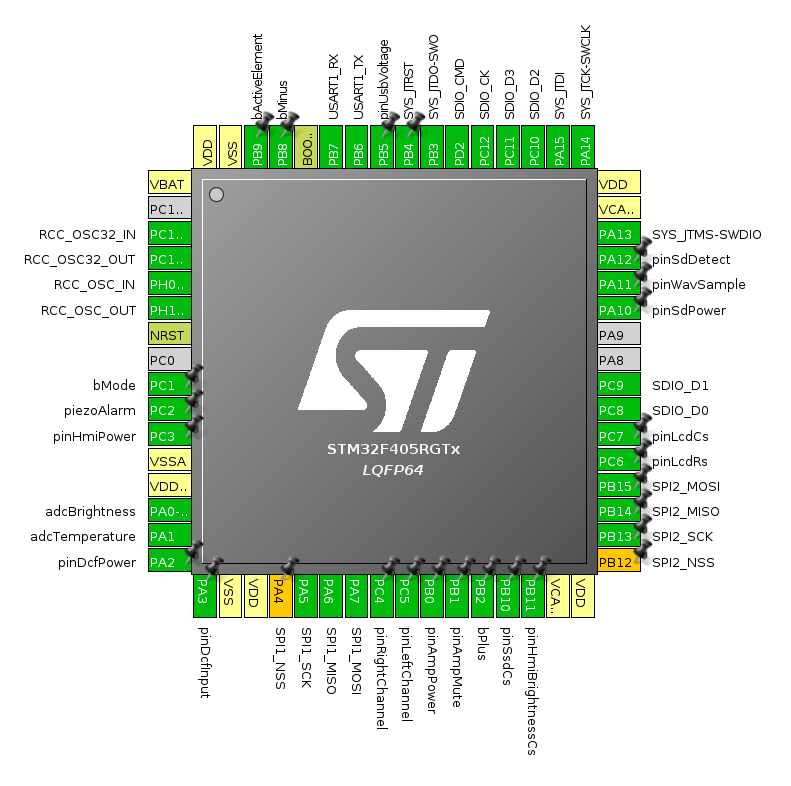 bActiveElement
bMinus
USART1_RX
USART1_TX
pinUsbVoltage
SYS_JTRST
SYS_JTDO-SWO
SDIO_CMD
SDIO_CK
SDIO_D3
SDIO_D2
SYS_JTDI
SYS_JTCK-SWCLK
VDD
VSS
PB9
PB8
BOO..
PB7
PB6
PB5
PB4
PB3
PD2
PC12
PC11
PC10
PA15
PA14
VBAT
PC1..
RCC_OSC32_IN PC1..
RCC_OSC32_OUT PC1..
RCC_OSC_IN PH0..
RCC_OSC_OUT PH1..
NRST
PC0
bMode PC1
piezoAlarm PC2
pinHmiPower PC3
VSSA
VDD..
adcBrightness PA0-..
adcTemperature PA1
pinDcfPower PA2
STM32F405RGTx
LQFP64
VDD
VCA..
PA13 SYS_JTMS-SWDIO
PA12 pinSdDetect
PA11 pinWavSample
PA10 pinSdPower
PA9
PA8
PC9 SDIO_D1
PC8 SDIO_D0
PC7 pinLcdCs
PC6 pinLcdRs
PB15 SPI2_MOSI
PB14 SPI2_MISO
PB13 SPI2_SCK
PB12 SPI2_NSS
PA3
VSS
VDD
PA4
PA5
PA6
PA7
PC4
PC5
PB0
PB1
PB2
PB10
PB11
VCA..
VDD
pinDcfInput
SPI1_NSS
SPI1_SCK
SPI1_MISO
SPI1_MOSI
pinRightChannel
pinLeftChannel
pinAmpPower
pinAmpMute
bPlus
pinSsdCs
pinHmiBrightnessCs